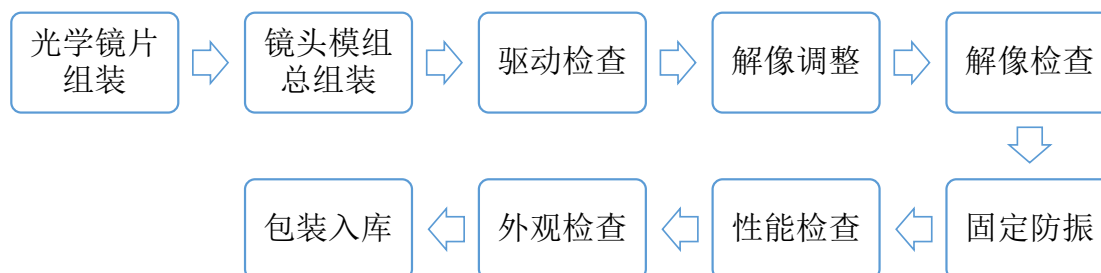 光学镜片
组装
镜头模组
总组装
驱动检查
解像调整
解像检查
固定防振
性能检查
外观检查
包装入库